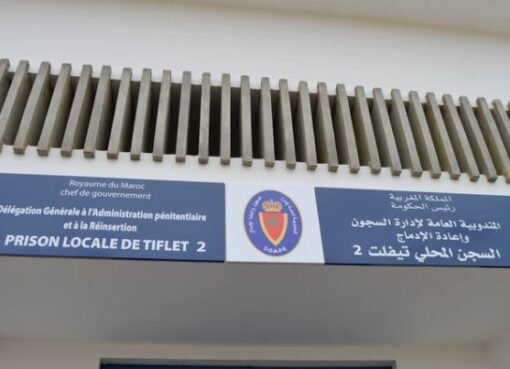 Royaume du Maroc
chef de gouvernement
Délégation Générale à l'Administration pénitentiaire
et à la Réinsertion
PRISON LOCALE DE TIFLET 2
المملكة المغربية
رئيس الحكومة
المندوبية العامة لإدارة السجون
وإعادة الإدماج
السجن المحلي تيفلت 2
D.G.A.P.R